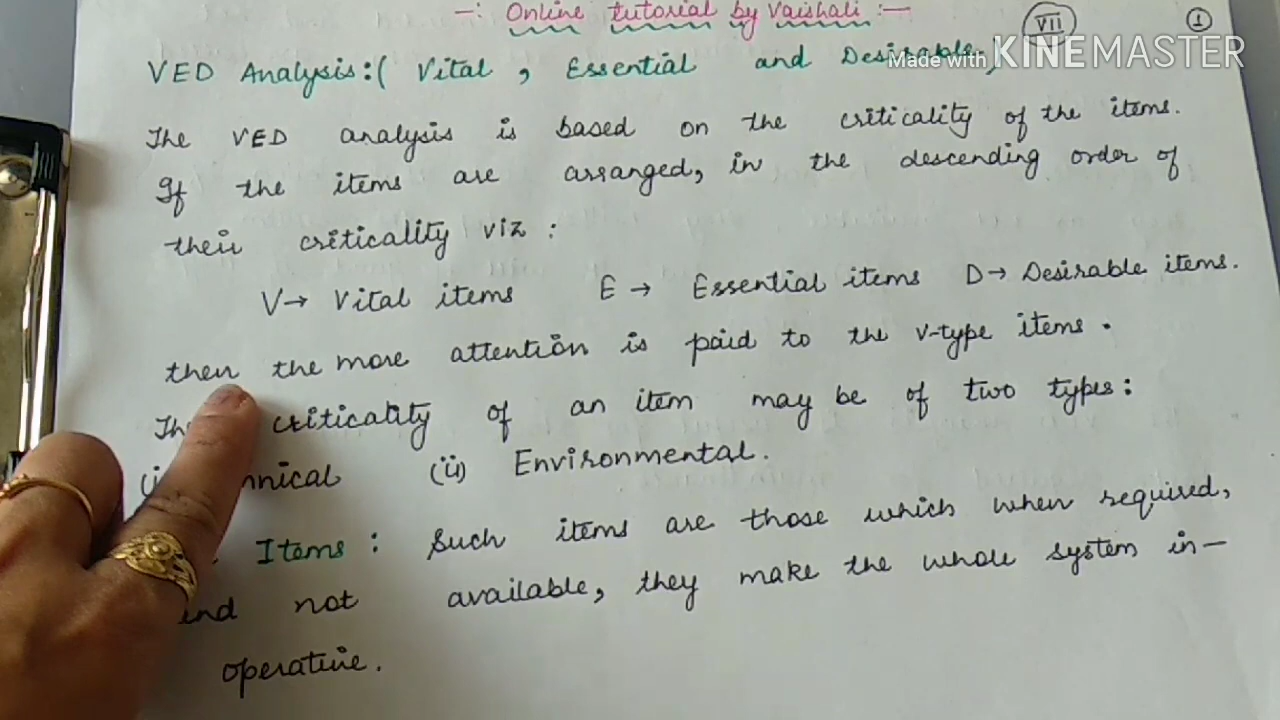 -: Online tutorial by Vaishali :-
VII
1
Made with KINEMASTER
VED Analysis:( Vital, Essential and Desirable.)
The VED analysis is based on the criticality of the items.
If the items are arranged, in the descending order of
their criticality viz :
V→ Vital items E → Essential items D→ Desirable items.
then the more attention is paid to the V-type items.
The criticality of an item may be of two types:
(ii) Environmental.
Items : Such items are those which when required,
and not available, they make the whole system in-
operative.